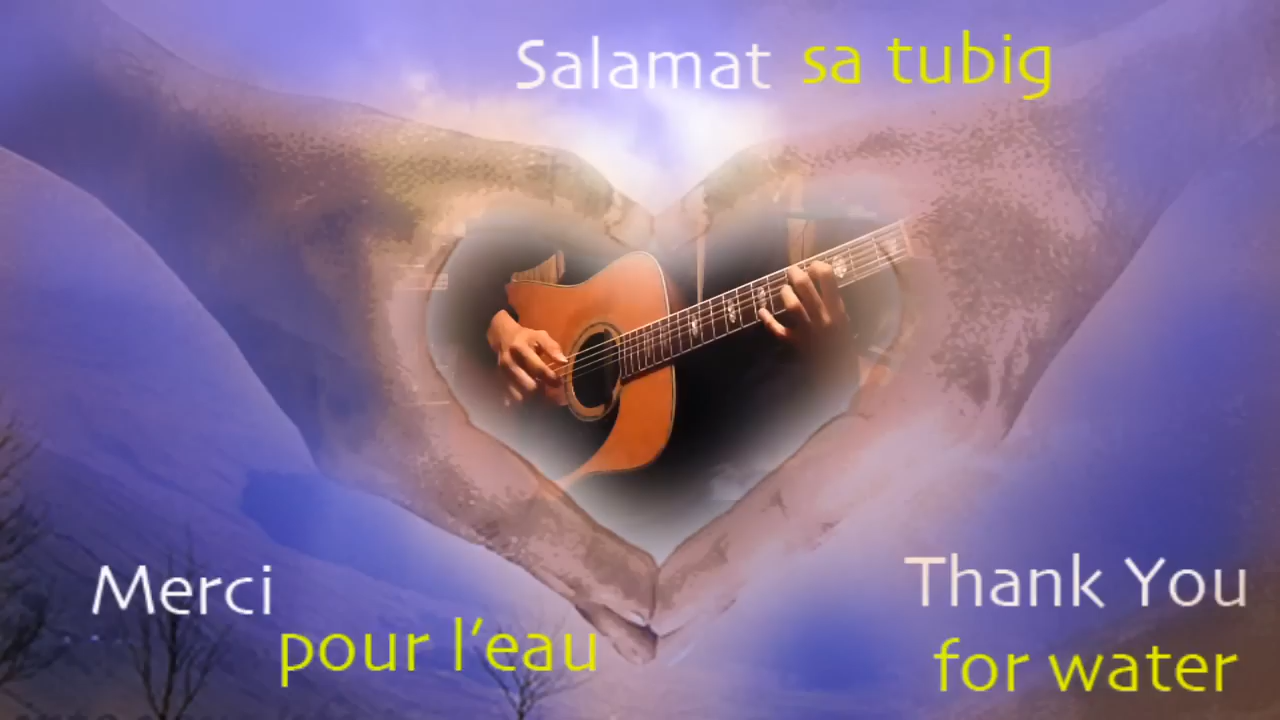 Salamat sa tubig
Merci
pour l'eau
Thank You
for water